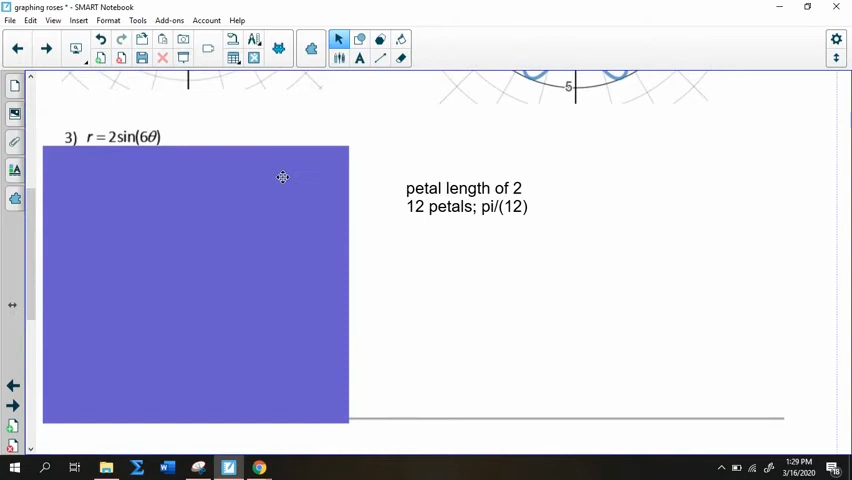 graphing roses * - SMART Notebook
File Edit View Insert Format Tools Add-ons Account Help
5
3) r = 2sin(6θ)
petal length of 2
12 petals; pi/(12)
1:29 PM
3/16/2020